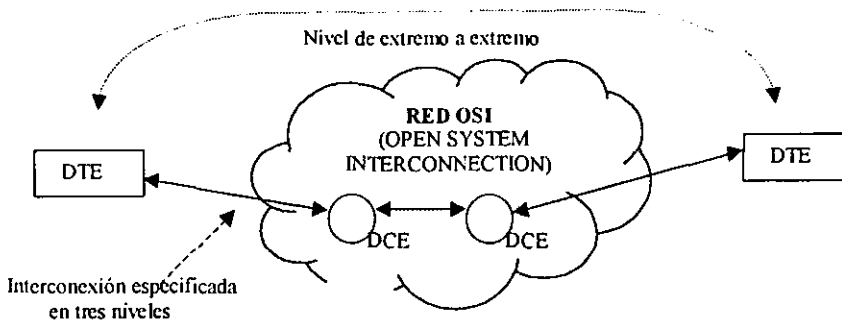 Nivel de extremo a extremo
RED OSI
(OPEN SYSTEM
INTERCONNECTION)
DTE
DTE
DCE
DCE
Interconexión especificada
en tres niveles